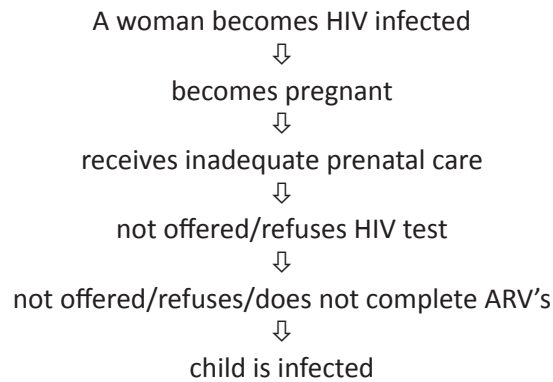 A woman becomes HIV infected
⇩
becomes pregnant
⇩
receives inadequate prenatal care
⇩
not offered/refuses HIV test
⇩
not offered/refuses/does not complete ARV’s
⇩
child is infected